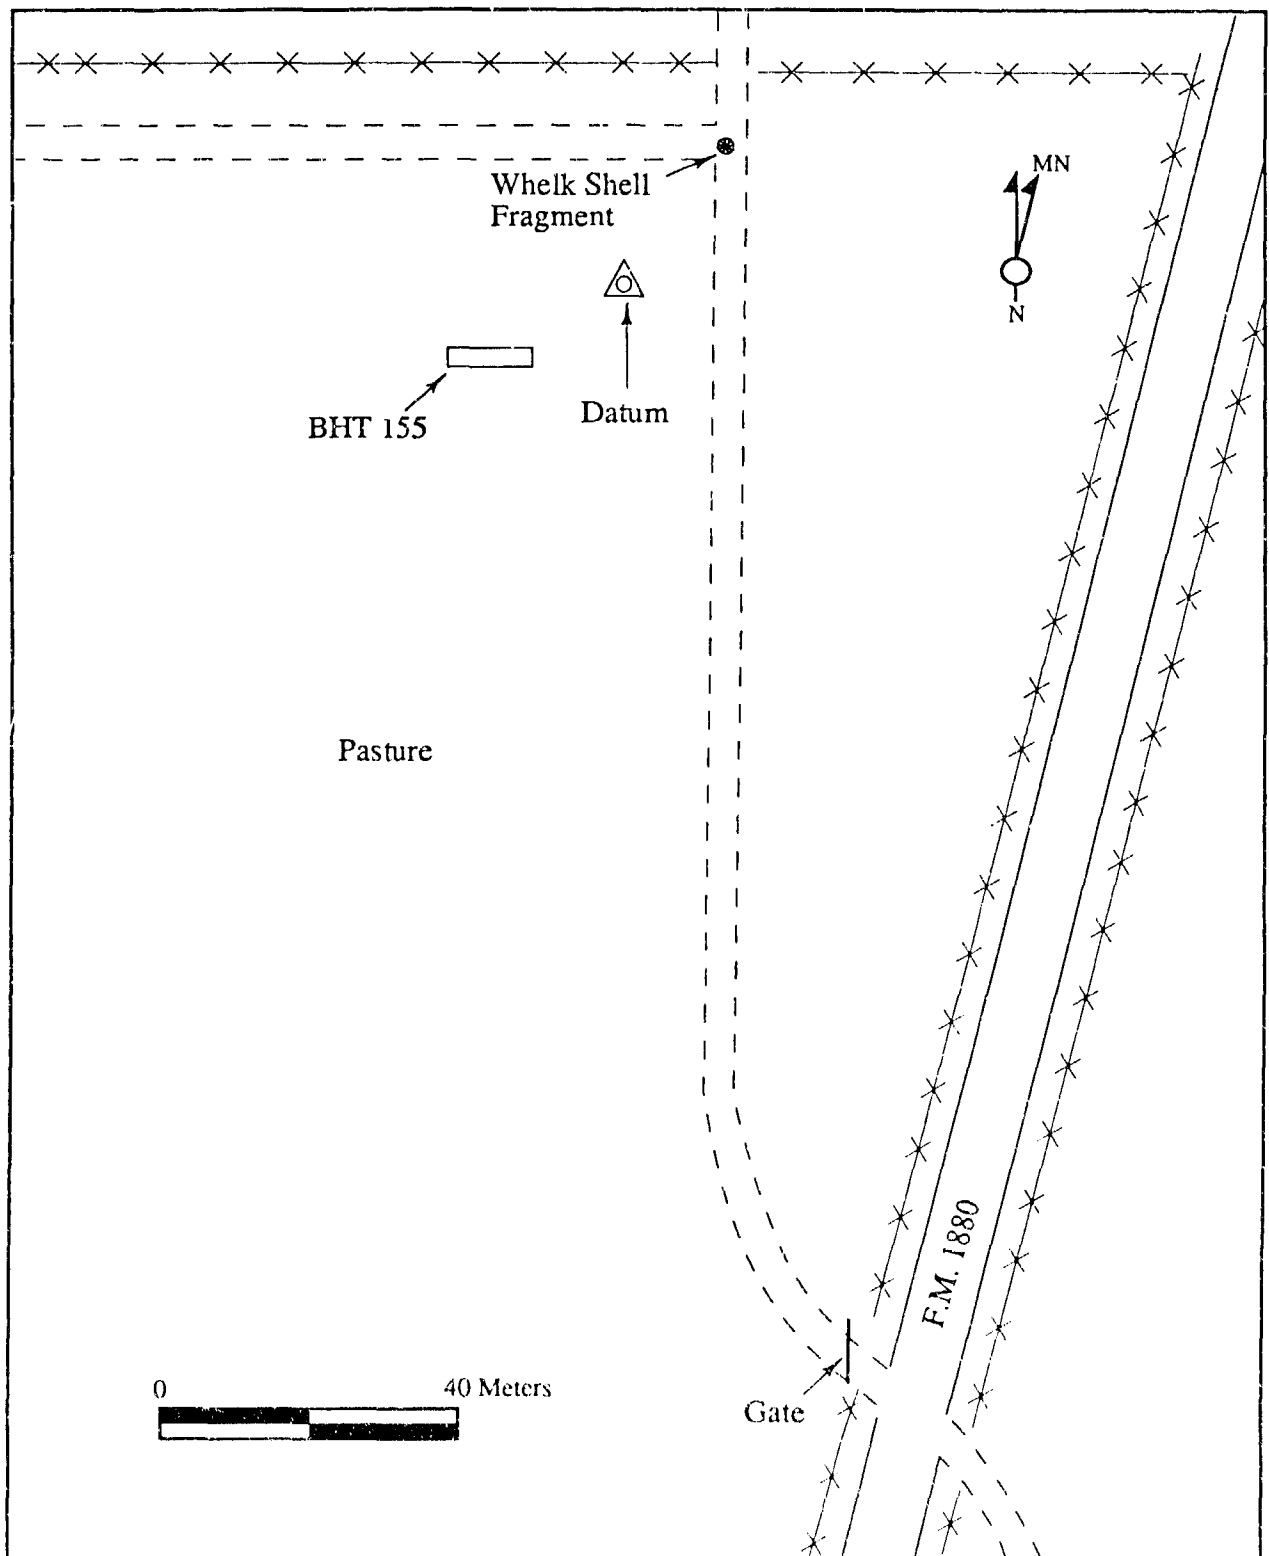 Whelk Shell
Fragment
MN
N
Datum
BHT 155
Pasture
F.M. 1880
0
40 Meters
Gate